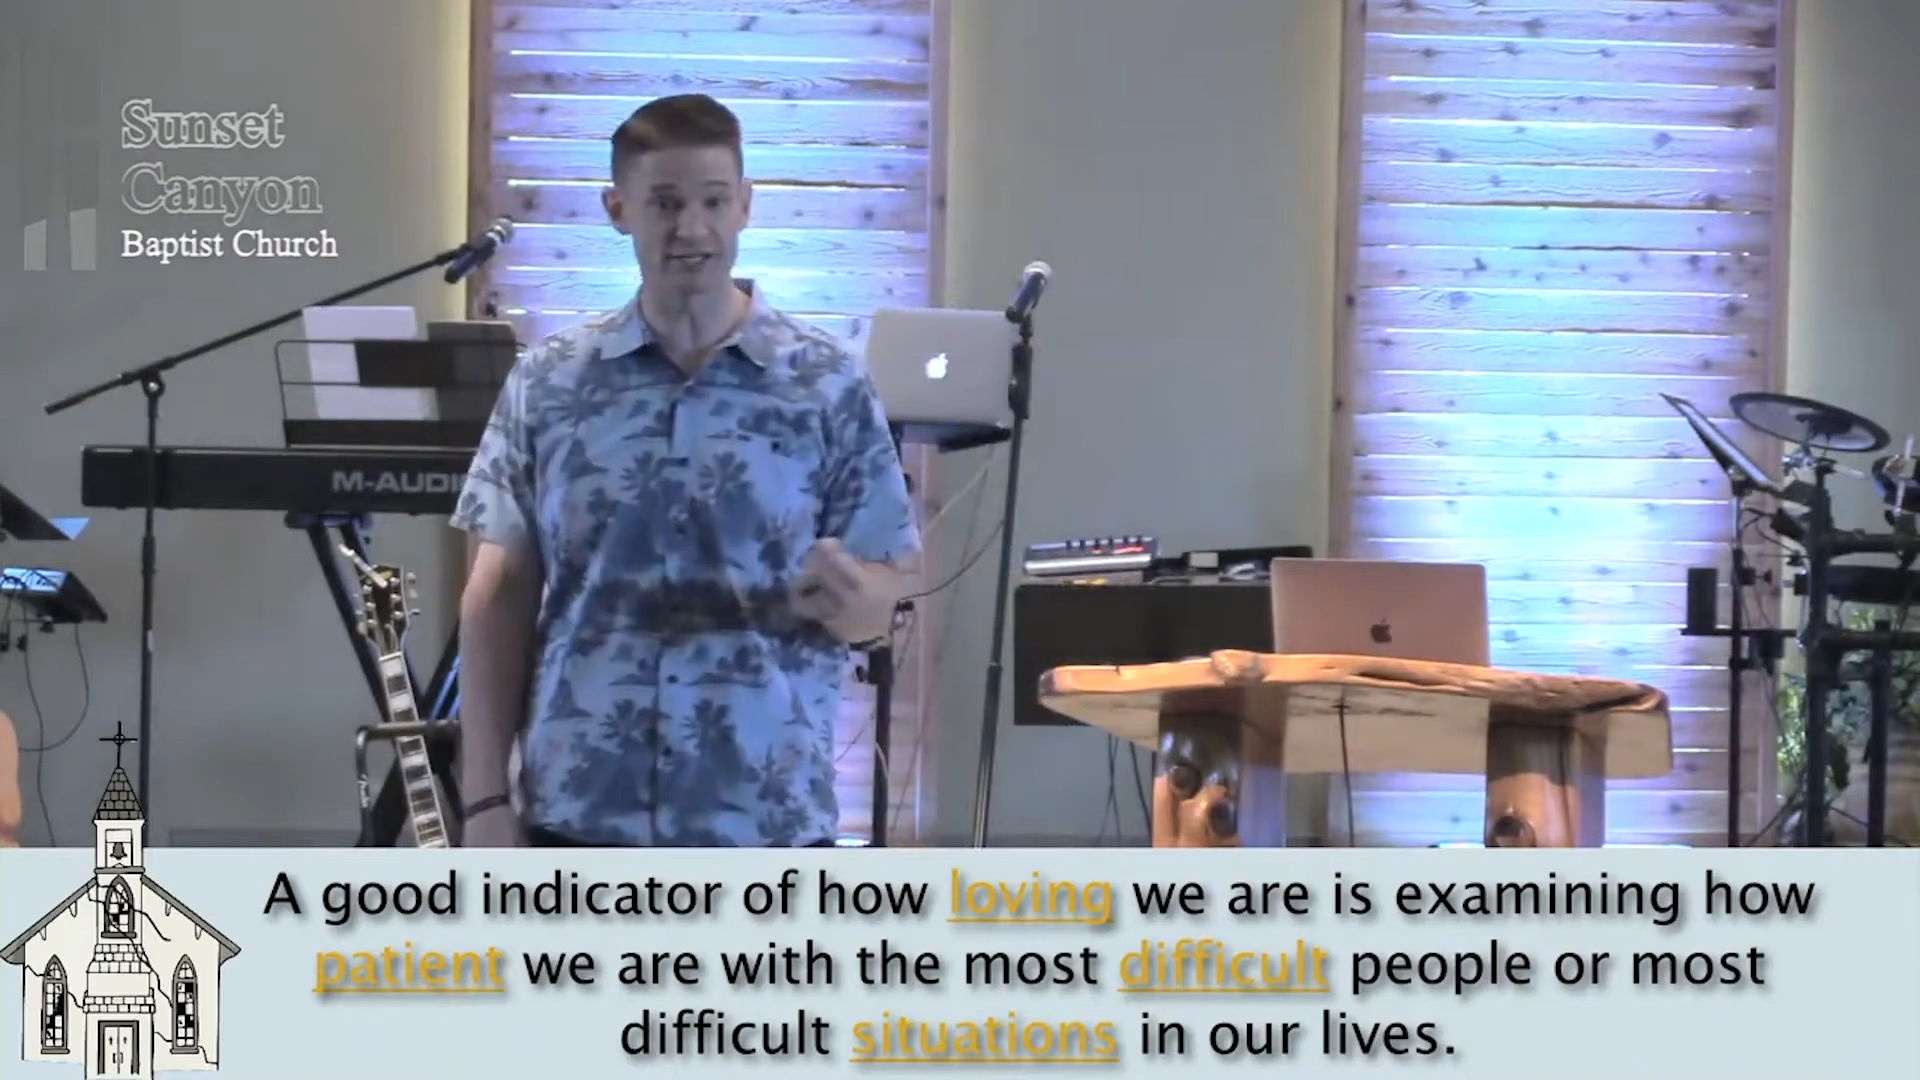 Sunset
Canyon
Baptist Church
M-AUDI
A good indicator of how loving we are is examining how
patient we are with the most difficult people or most
difficult situations in our lives.